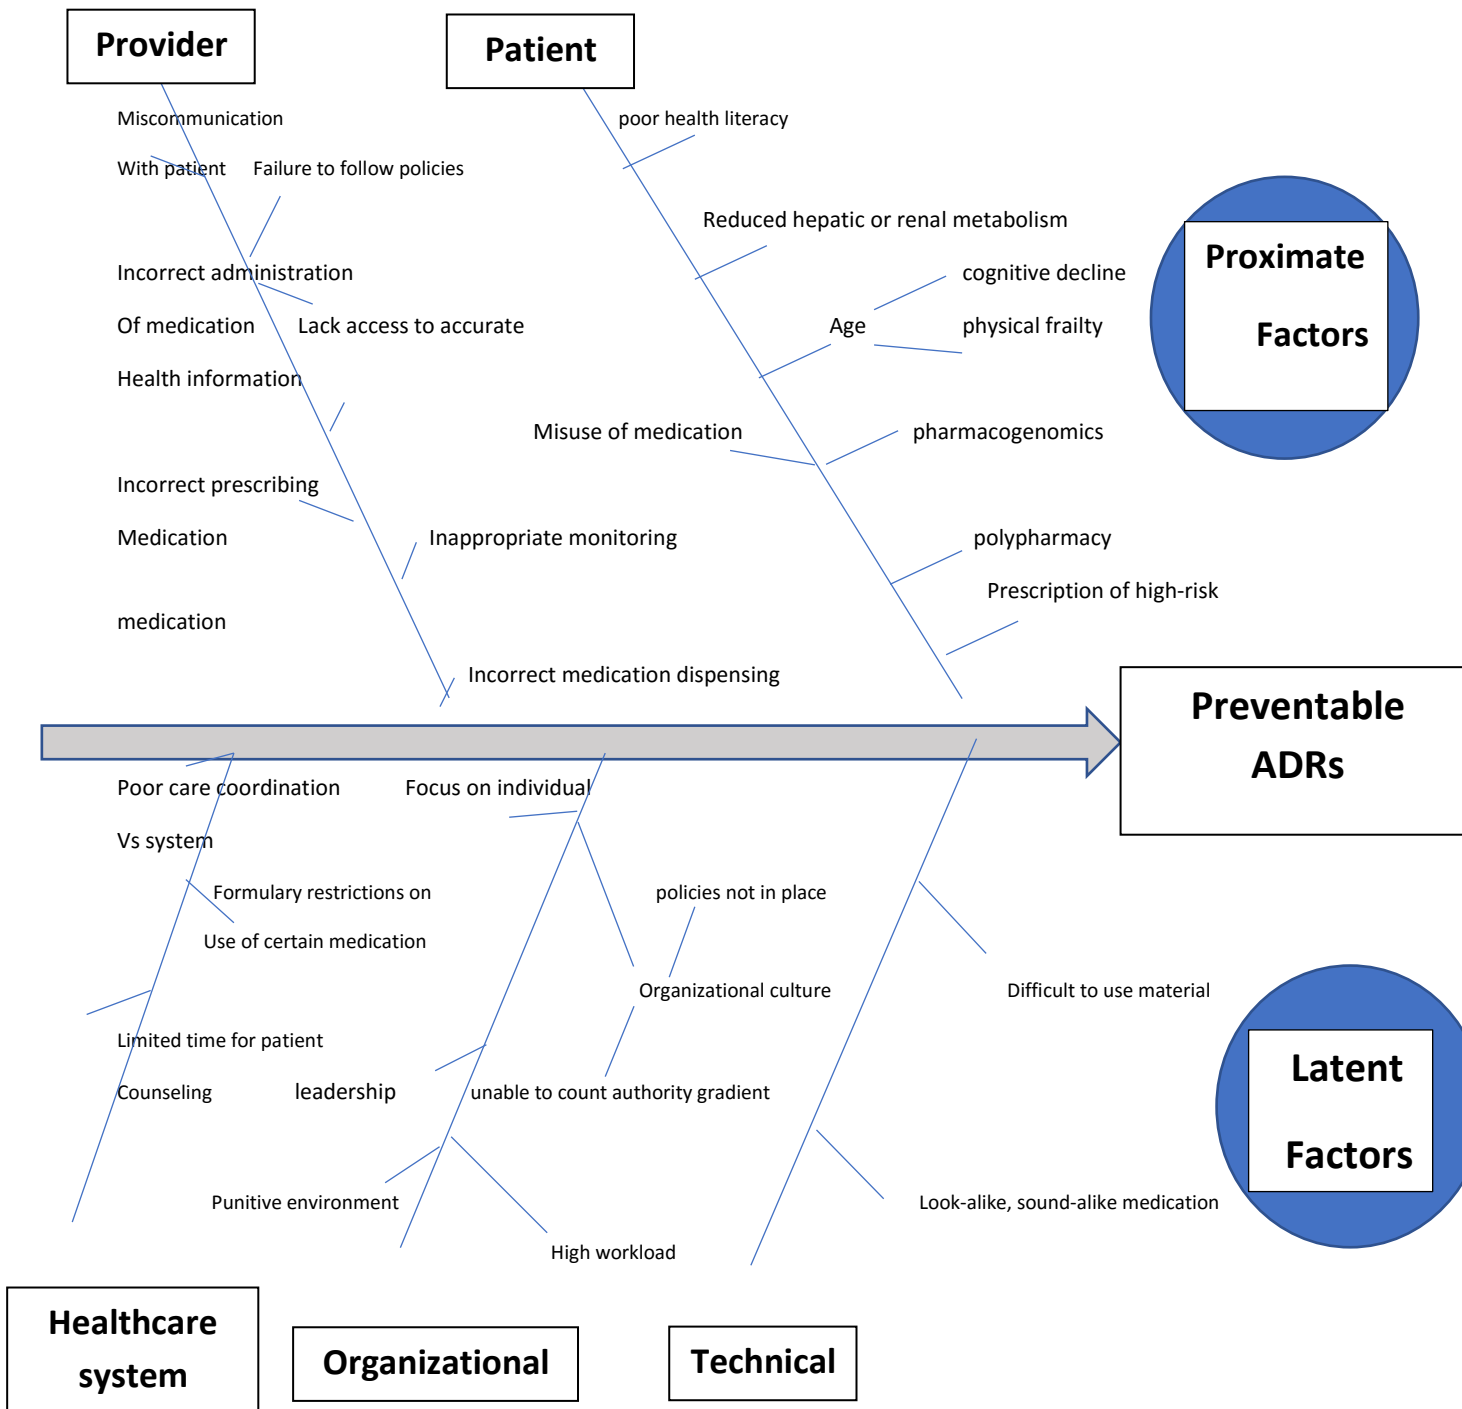 Provider
Patient
Miscommunication
poor health literacy
With patient
Failure to follow policies
Reduced hepatic or renal metabolism
Proximate
Factors
Incorrect administration
cognitive decline
Of medication
Lack access to accurate
Age
physical frailty
Health information
Misuse of medication
pharmacogenomics
Incorrect prescribing
Medication
Inappropriate monitoring
polypharmacy
Prescription of high-risk
medication
Incorrect medication dispensing
Preventable
ADRs
Poor care coordination
Focus on individual
Vs system
Formulary restrictions on
policies not in place
Use of certain medication
Organizational culture
Difficult to use material
Limited time for patient
Counseling
leadership
unable to count authority gradient
Latent
Factors
Punitive environment
Look-alike, sound-alike medication
High workload
Healthcare
system
Organizational
Technical